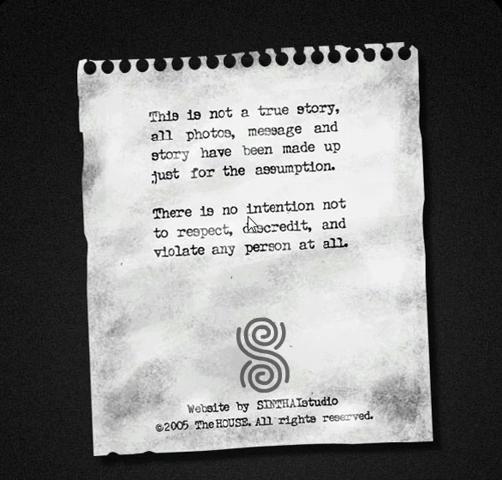 This is not a true story,
all photos, message and
story have been made up
just for the assumption.
There is no intention not
to respect, discredit, and
violate any person at all.
Website by SINTHAIstudio
©2005 TheHOUSE. All rights reserved.